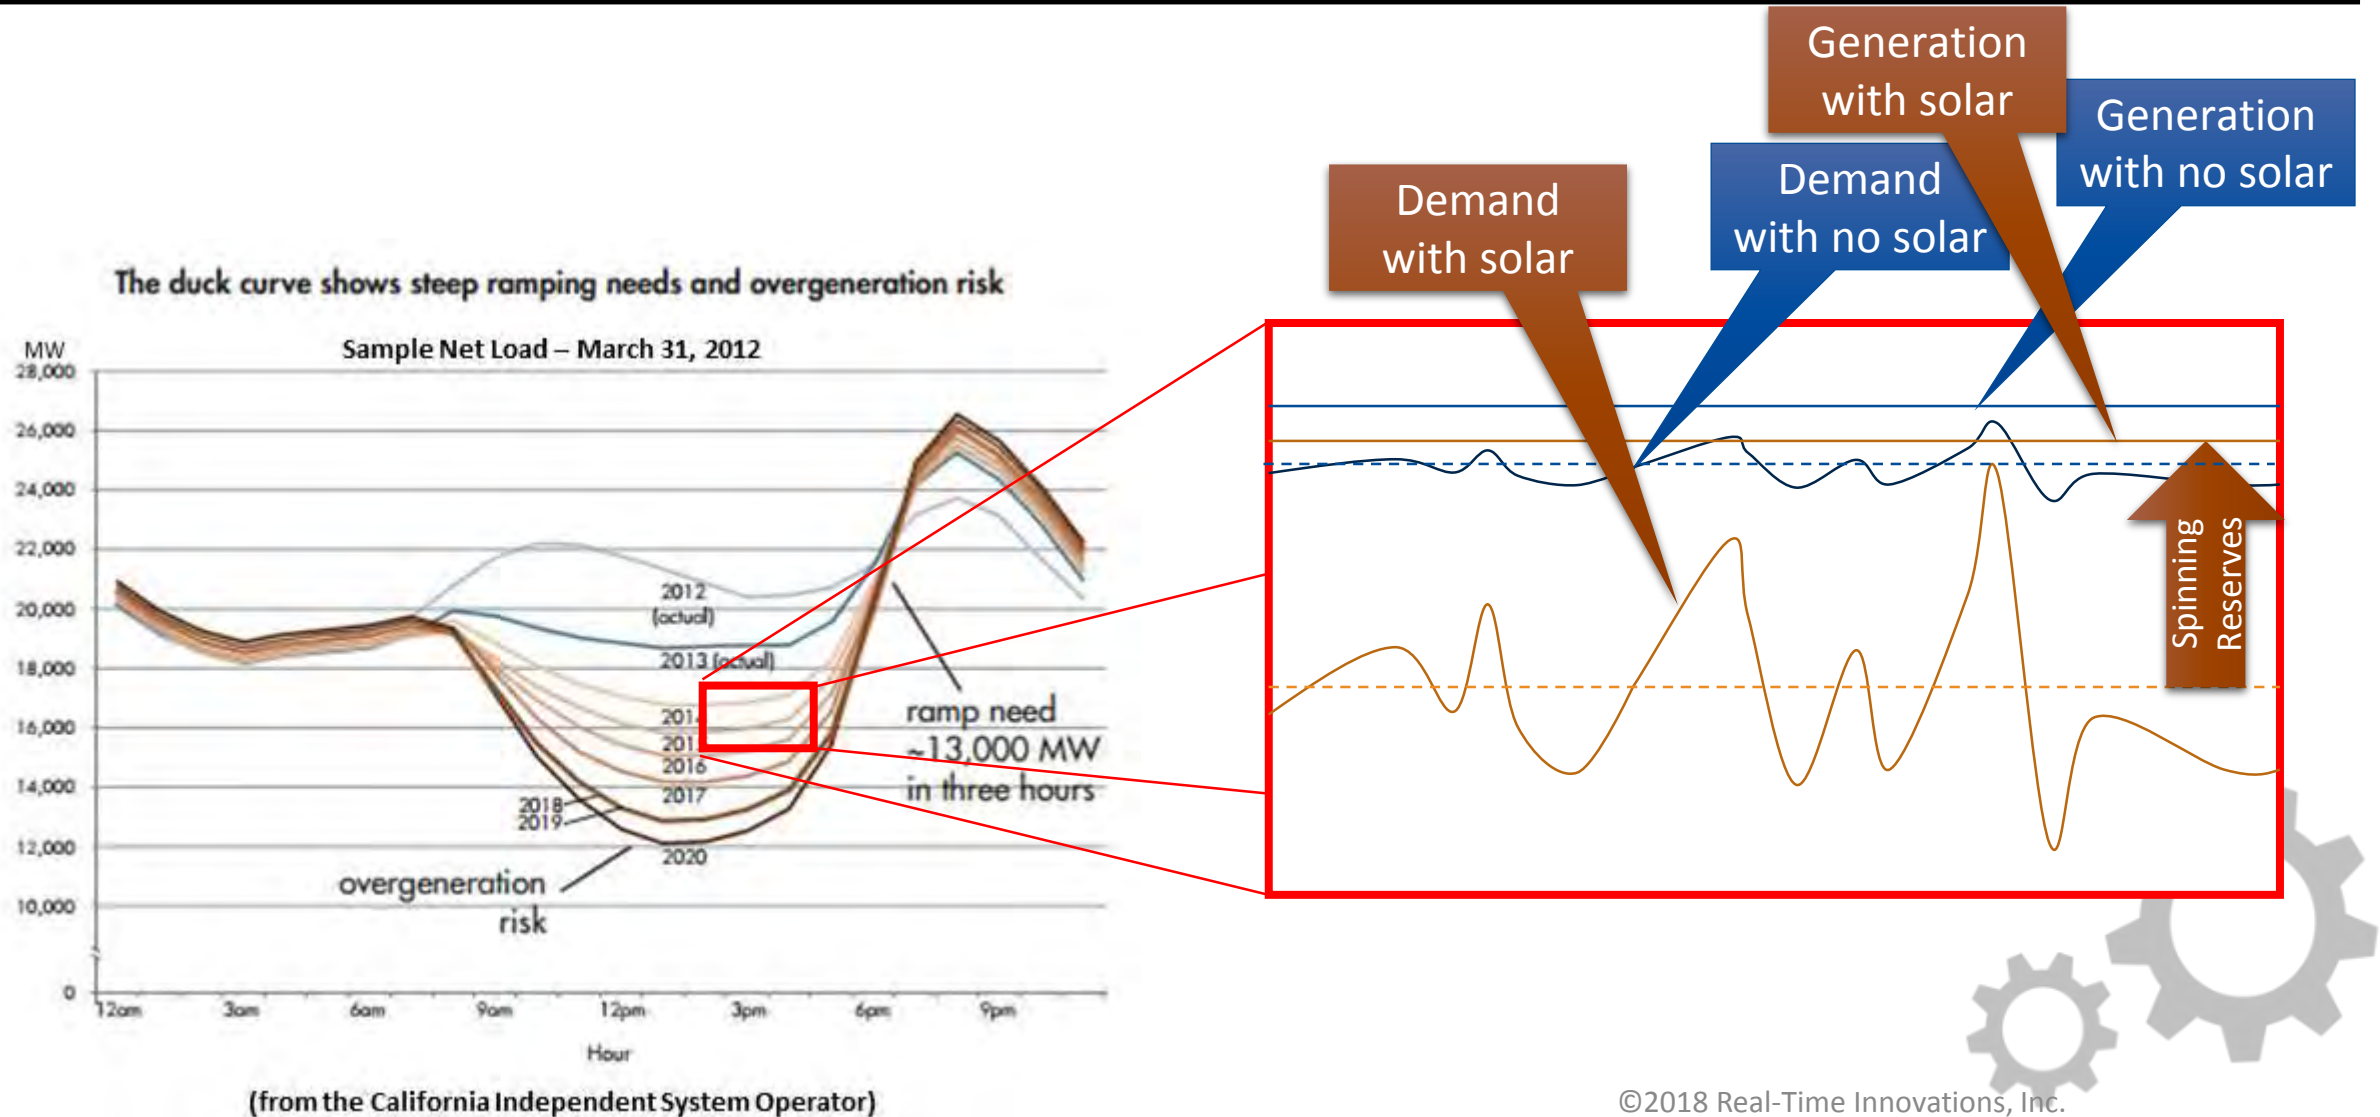 The duck curve shows steep ramping needs and overgeneration risk
Sample Net Load – March 31, 2012
MW
28,000
26,000
24,000
22,000
20,000
18,000
16,000
14,000
12,000
10,000
0
12am
3am
6am
9am
12pm
3pm
6pm
9pm
Hour
2012
(actual)
2013 (actual)
2014
2016
2017
2018
2019
2020
overgeneration
risk
ramp need
~13,000 MW
in three hours
(from the California Independent System Operator)
Demand
with solar
Demand
with no solar
Generation
with solar
Generation
with no solar
Spinning
Reserves
©2018 Real-Time Innovations, Inc.